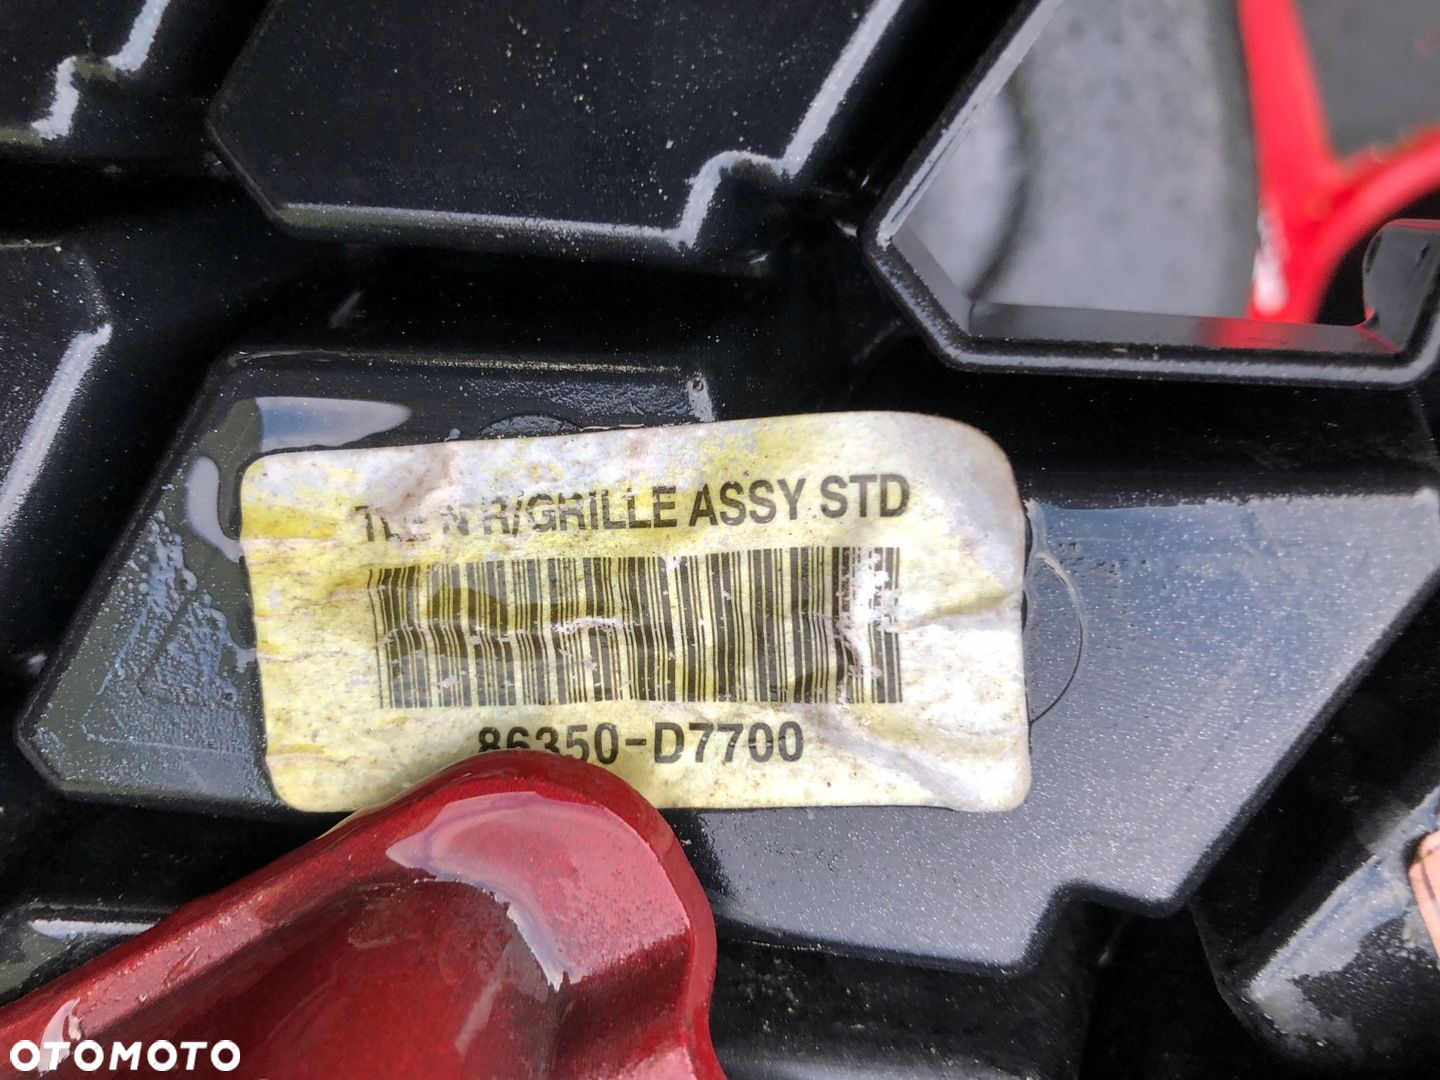 R/GRILLE ASSY STD
86350-D7700
OTOMOTO